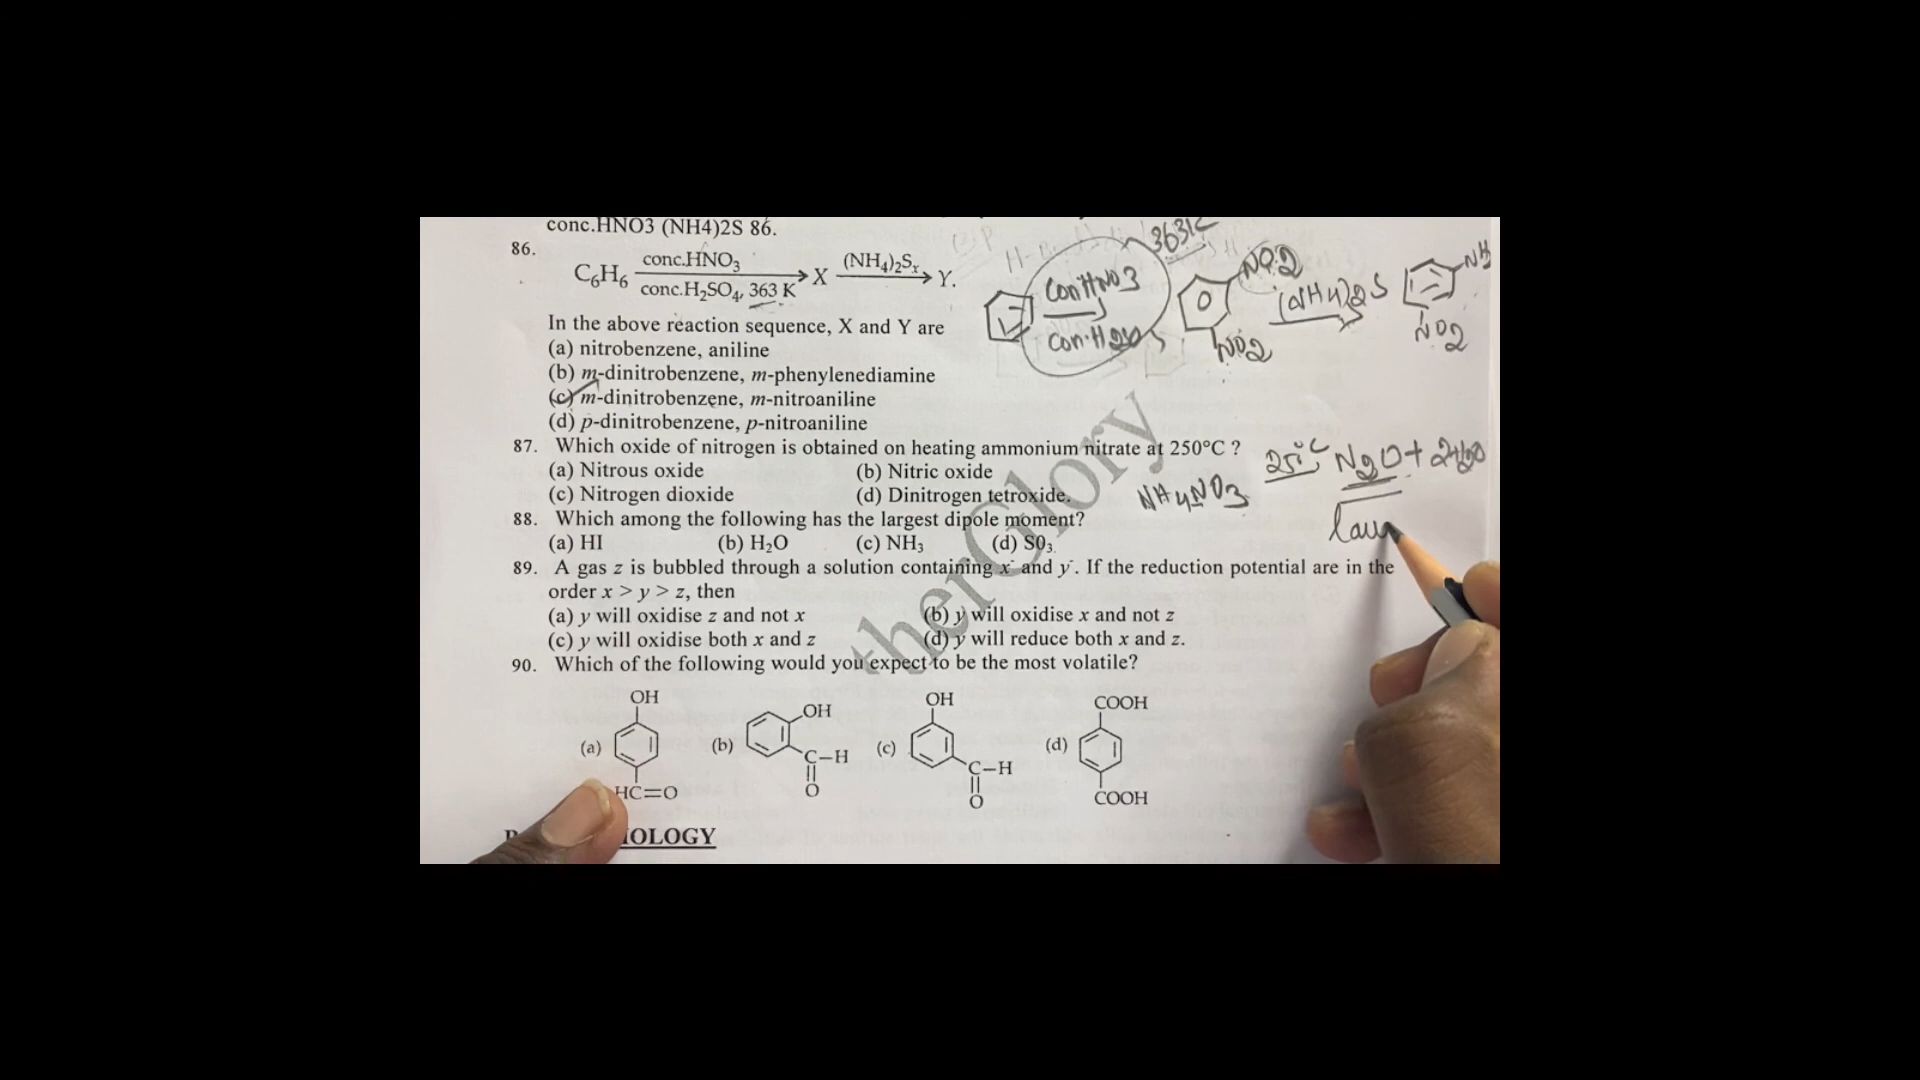 conc.HNO3 (NH4)2S 86.
86.
C6H6 conc.HNO3 conc.H2SO4, 363 K → X (NH4)2Sx → Y.
In the above reaction sequence, X and Y are
(a) nitrobenzene, aniline
(b) m-dinitrobenzene, m-phenylenediamine
(c) m-dinitrobenzene, m-nitroaniline
(d) p-dinitrobenzene, p-nitroaniline
363K
Con HNO3
NO2
NO2
(NH4)2S
NO2
87. Which oxide of nitrogen is obtained on heating ammonium nitrate at 250°C ?
(a) Nitrous oxide (b) Nitric oxide
(c) Nitrogen dioxide (d) Dinitrogen tetroxide.
NH4NO3 N2O + 2H2O
lau
88. Which among the following has the largest dipole moment?
(a) HI (b) H2O (c) NH3 (d) S03.
89. A gas z is bubbled through a solution containing x- and y-. If the reduction potential are in the
order x > y > z, then
(a) y will oxidise z and not x (b) y will oxidise x and not z
(c) y will oxidise both x and z (d) y will reduce both x and z.
90. Which of the following would you expect to be the most volatile?
(a) OH HC=O
(b) OH C–H O
(c) OH C–H O
(d) COOH COOH
IOLOGY
therGlory